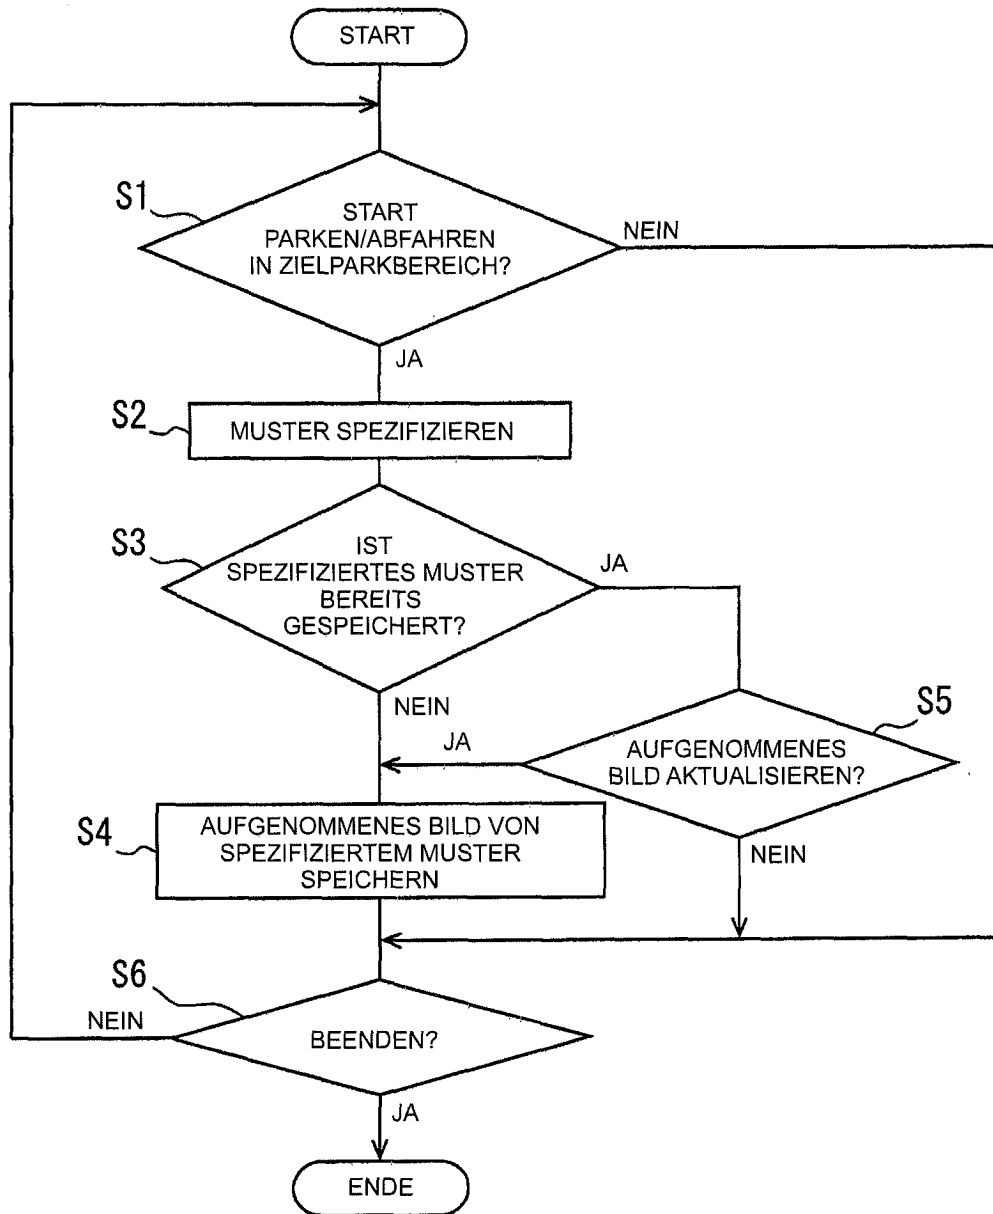 START
S1
START
PARKEN/ABFAHREN
IN ZIELPARKBEREICH?
NEIN
JA
S2
MUSTER SPEZIFIZIEREN
S3
IST
SPEZIFIZIERTES MUSTER
BEREITS
GESPEICHERT?
JA
NEIN
S5
JA
AUFGENOMMENES
BILD AKTUALISIEREN?
NEIN
S4
AUFGENOMMENES BILD VON
SPEZIFIZIERTEM MUSTER
SPEICHERN
S6
NEIN
BEENDEN?
JA
ENDE